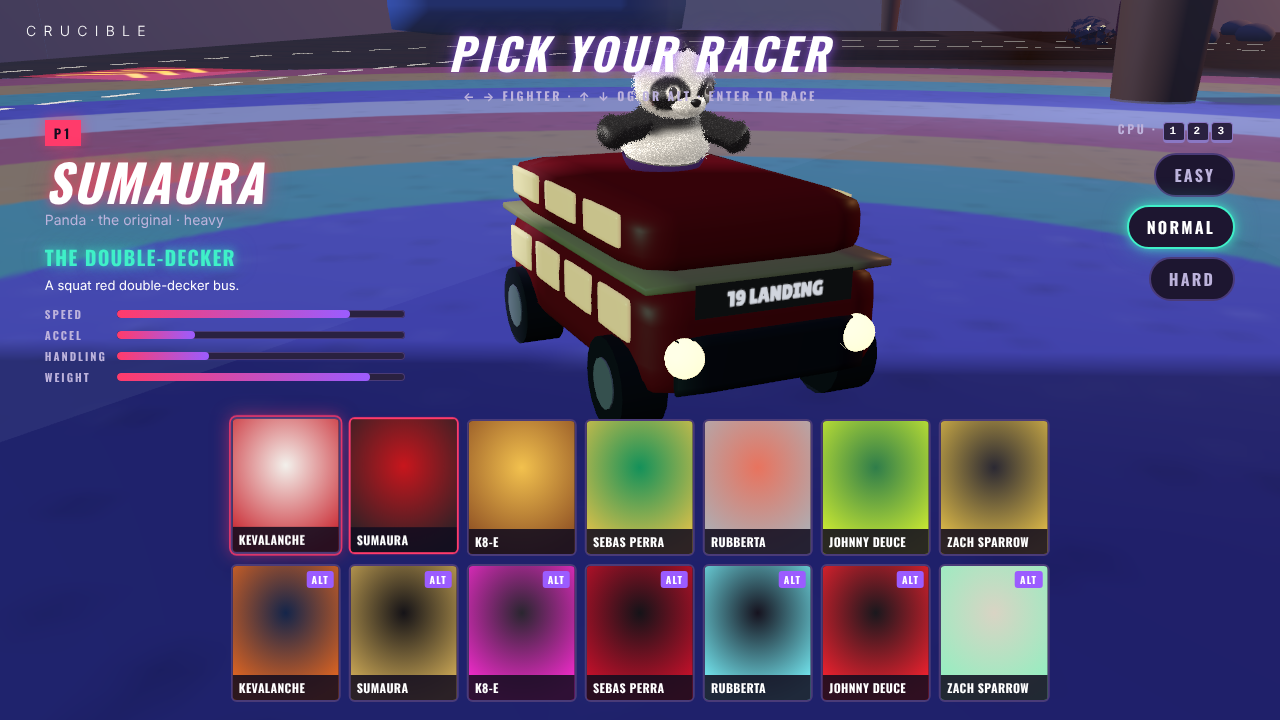 CRUCIBLE
PICK YOUR RACER
← → FIGHTER · ↑ ↓ OG OR ALT · ENTER TO RACE
P1
SUMAURA
Panda · the original · heavy
THE DOUBLE-DECKER
A squat red double-decker bus.
SPEED
ACCEL
HANDLING
WEIGHT
CPU · 1 2 3
EASY
NORMAL
HARD
19 LANDING
KEVALANCHE
SUMAURA
K8-E
SEBAS PERRA
RUBBERTA
JOHNNY DEUCE
ZACH SPARROW
ALT
ALT
ALT
ALT
ALT
ALT
ALT
KEVALANCHE
SUMAURA
K8-E
SEBAS PERRA
RUBBERTA
JOHNNY DEUCE
ZACH SPARROW